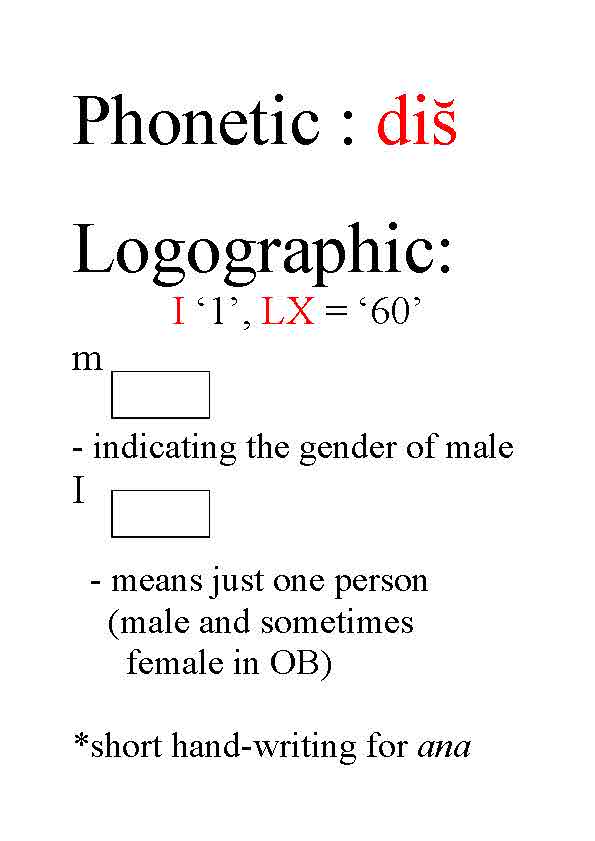 Phonetic : diš
Logographic:
I ‘1’, LX = ‘60’
m
- indicating the gender of male
I
- means just one person
(male and sometimes
female in OB)
*short hand-writing for ana